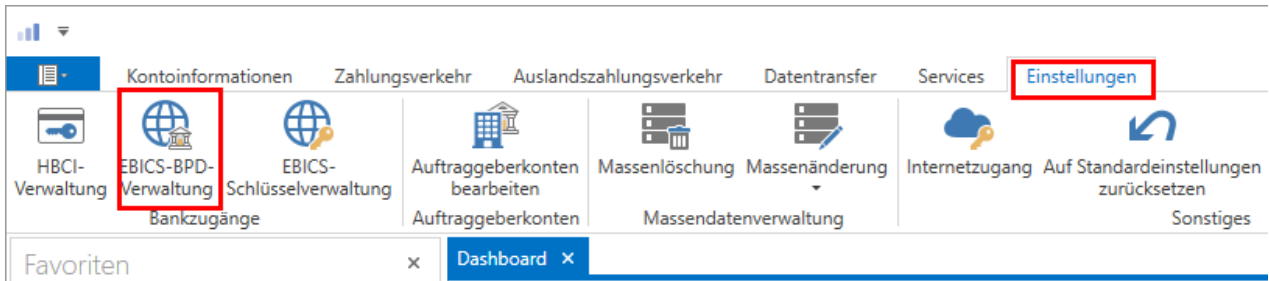 Kontoinformationen Zahlungsverkehr Auslandszahlungsverkehr Datentransfer Services Einstellungen
HBCI- EBICS-BPD- EBICS- Auftraggeberkonten Massenlöschung Massenänderung Internetzugang Auf Standardeinstellungen
Verwaltung Verwaltung Schlüsselverwaltung bearbeiten zurücksetzen
Bankzugänge Auftraggeberkonten Massendatenverwaltung Sonstiges
Favoriten × Dashboard ×